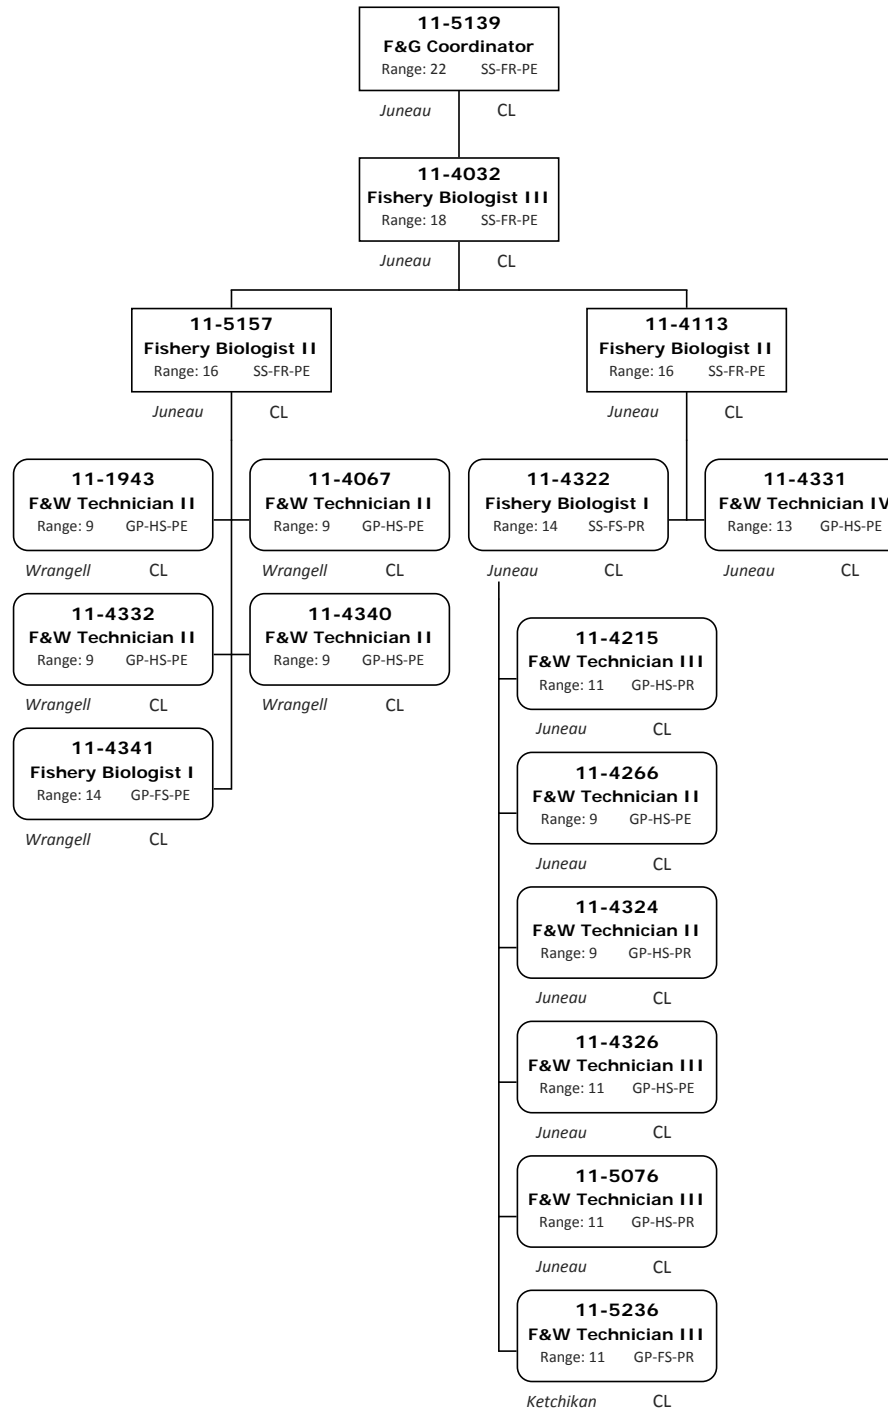 11-5139
F&G Coordinator
Range: 22 SS-FR-PE
Juneau CL
11-4032
Fishery Biologist III
Range: 18 SS-FR-PE
Juneau CL
11-5157
Fishery Biologist II
Range: 16 SS-FR-PE
Juneau CL
11-4113
Fishery Biologist II
Range: 16 SS-FR-PE
Juneau CL
11-1943
F&W Technician II
Range: 9 GP-HS-PE
Wrangell CL
11-4067
F&W Technician II
Range: 9 GP-HS-PE
Wrangell CL
11-4332
F&W Technician II
Range: 9 GP-HS-PE
Wrangell CL
11-4340
F&W Technician II
Range: 9 GP-HS-PE
Wrangell CL
11-4341
Fishery Biologist I
Range: 14 GP-FS-PE
Wrangell CL
11-4322
Fishery Biologist I
Range: 14 SS-FS-PR
Juneau CL
11-4331
F&W Technician IV
Range: 13 GP-HS-PE
Juneau CL
11-4215
F&W Technician III
Range: 11 GP-HS-PR
Juneau CL
11-4266
F&W Technician II
Range: 9 GP-HS-PE
Juneau CL
11-4324
F&W Technician II
Range: 9 GP-HS-PR
Juneau CL
11-4326
F&W Technician III
Range: 11 GP-HS-PE
Juneau CL
11-5076
F&W Technician III
Range: 11 GP-HS-PR
Juneau CL
11-5236
F&W Technician III
Range: 11 GP-FS-PR
Ketchikan CL